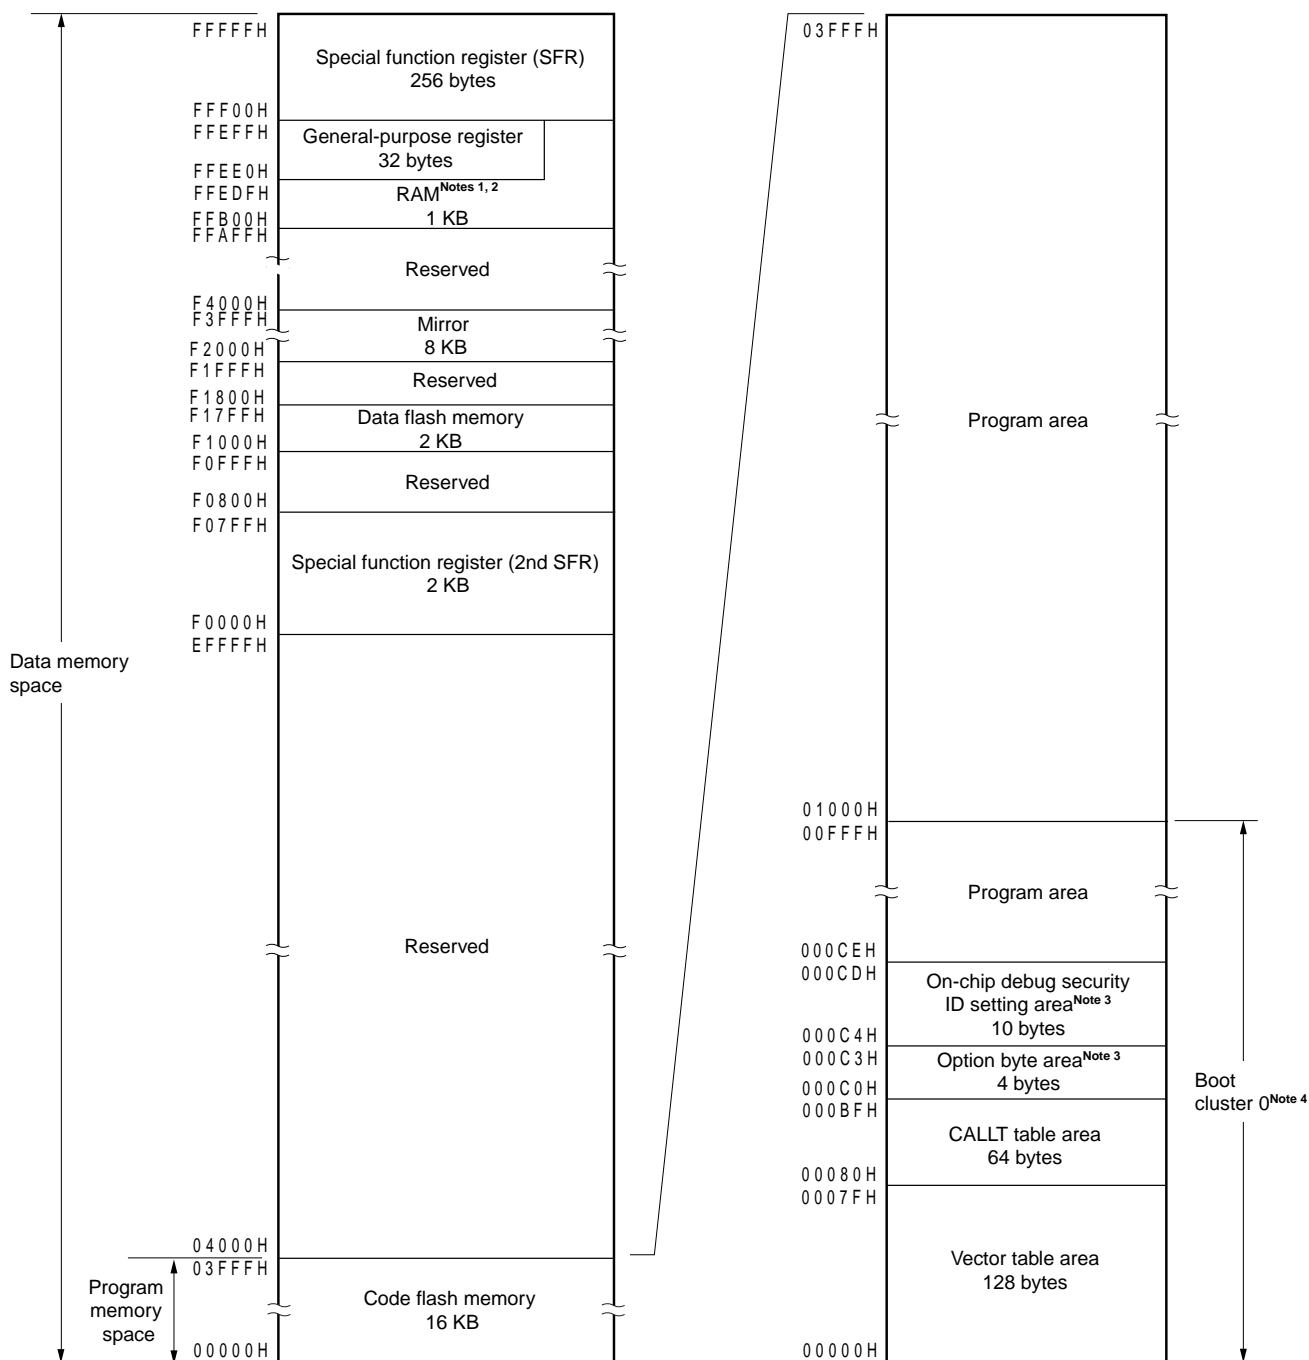 FFFFFH
Special function register (SFR)
256 bytes
FFF00H
FFEFFH
General-purpose register
32 bytes
FFEE0H
FFEDFH
RAMNotes 1, 2
1 KB
FFB00H
FFAFFH
Reserved
F4000H
F3FFFH
Mirror
8 KB
F2000H
F1FFFH
Reserved
F1800H
F17FFH
Data flash memory
2 KB
F1000H
F0FFFH
Reserved
F0800H
F07FFH
Special function register (2nd SFR)
2 KB
F0000H
EFFFFH
Data memory
space
Reserved
04000H
03FFFH
Program
memory
space
Code flash memory
16 KB
00000H
03FFFH
Program area
01000H
00FFFH
Program area
000CEH
000CDH
On-chip debug security
ID setting areaNote 3
10 bytes
000C4H
000C3H
Option byte areaNote 3
4 bytes
000C0H
000BFH
Boot
cluster 0Note 4
CALLT table area
64 bytes
00080H
0007FH
Vector table area
128 bytes
00000H